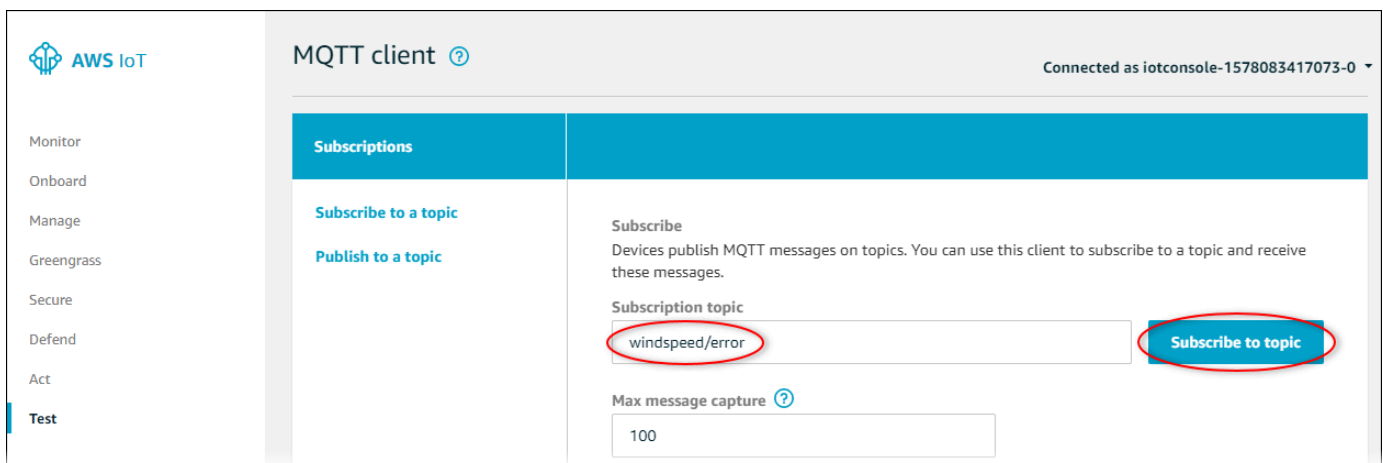 AWS IoT
MQTT client ?
Connected as iotconsole-1578083417073-0
Monitor
Onboard
Manage
Greengrass
Secure
Defend
Act
Test
Subscriptions
Subscribe to a topic
Publish to a topic
Subscribe
Devices publish MQTT messages on topics. You can use this client to subscribe to a topic and receive
these messages.
Subscription topic
windspeed/error
Subscribe to topic
Max message capture ?
100